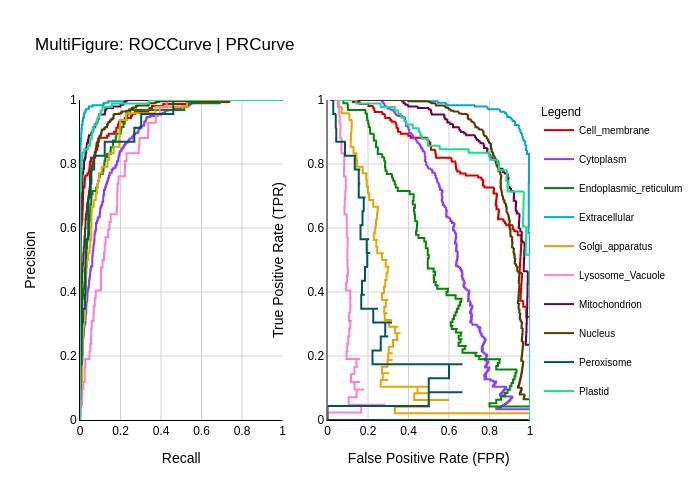 MultiFigure: ROCCurve | PRCurve
Legend
Cell_membrane
Cytoplasm
Endoplasmic_reticulum
Extracellular
Golgi_apparatus
Lysosome_Vacuole
Mitochondrion
Nucleus
Peroxisome
Plastid
Precision
1
0.8
0.6
0.4
0.2
0
0 0.2 0.4 0.6 0.8 1
Recall
True Positive Rate (TPR)
1
0.8
0.6
0.4
0.2
0
0 0.2 0.4 0.6 0.8 1
False Positive Rate (FPR)